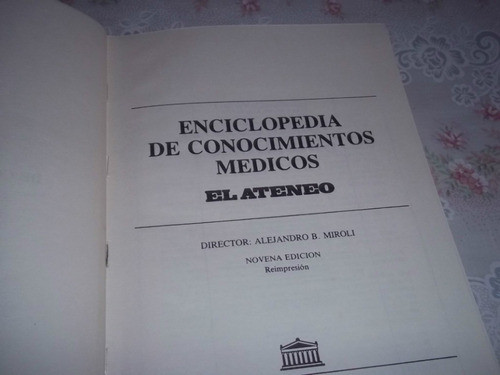 ENCICLOPEDIA
DE CONOCIMIENTOS
MEDICOS
EL ATENEO
DIRECTOR: ALEJANDRO B. MIROLI
NOVENA EDICION
Reimpresión